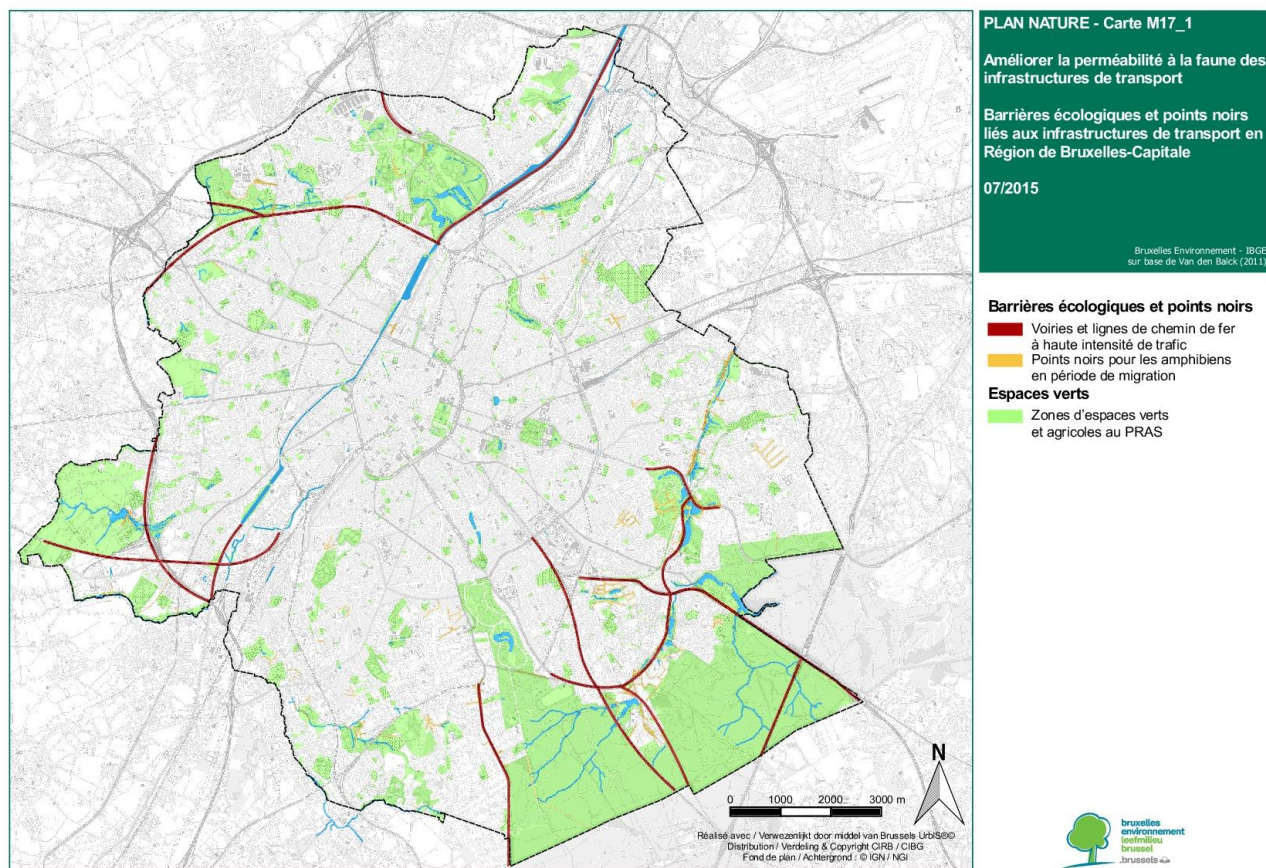 PLAN NATURE - Carte M17_1
Améliorer la perméabilité à la faune des
infrastructures de transport
Barrières écologiques et points noirs
liés aux infrastructures de transport en
Région de Bruxelles-Capitale
07/2015
Bruxelles Environnement - IBGE
sur base de Van den Balck (2011)
Barrières écologiques et points noirs
Voiries et lignes de chemin de fer
à haute intensité de trafic
Points noirs pour les amphibiens
en période de migration
Espaces verts
Zones d'espaces verts
et agricoles au PRAS
N
0 1000 2000 3000 m
Réalisé avec / Verwezenlijkt door middel van Brussels UrbIS®©
Distribution / Verdeling & Copyright CIRB / CIBG
Fond de plan / Achtergrond : © IGN / NGI
bruxelles
environnement
leefmilieu
brussel
.brussels